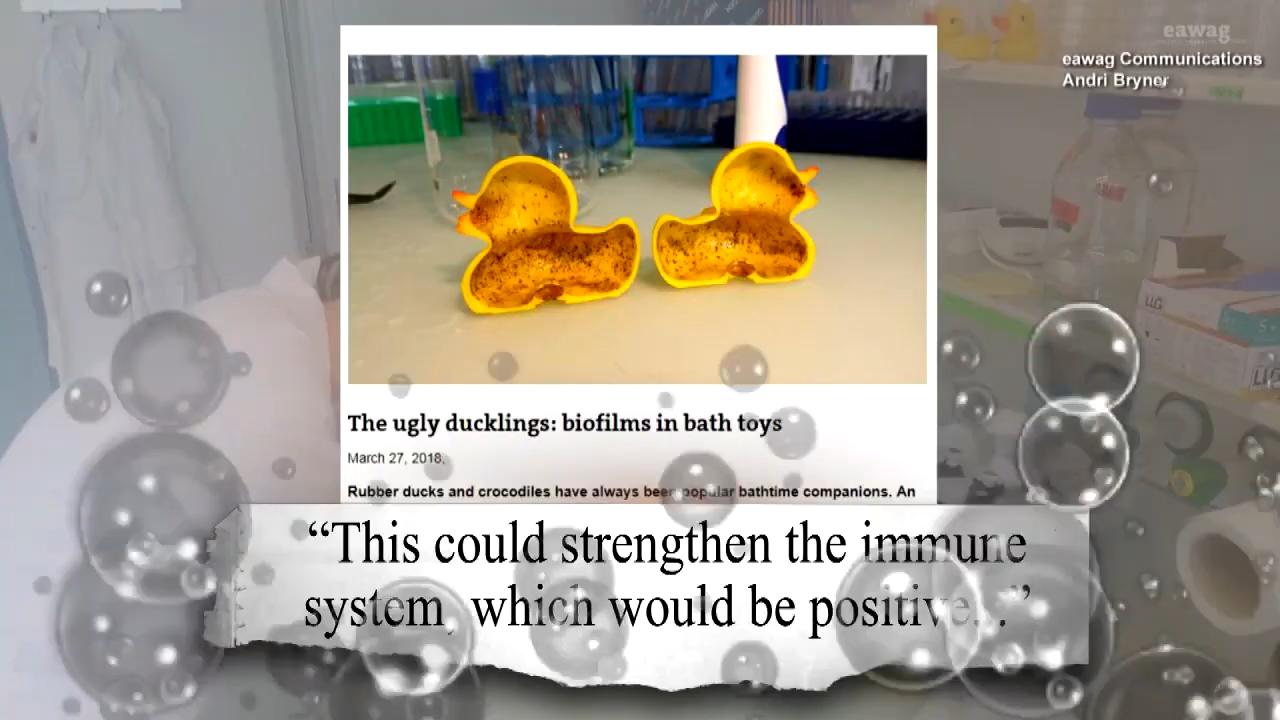 eawag
eawag Communications
Andri Bryner
The ugly ducklings: biofilms in bath toys
March 27, 2018,
Rubber ducks and crocodiles have always been popular bathtime companions. An
“This could strengthen the immune
system, which would be positive...”